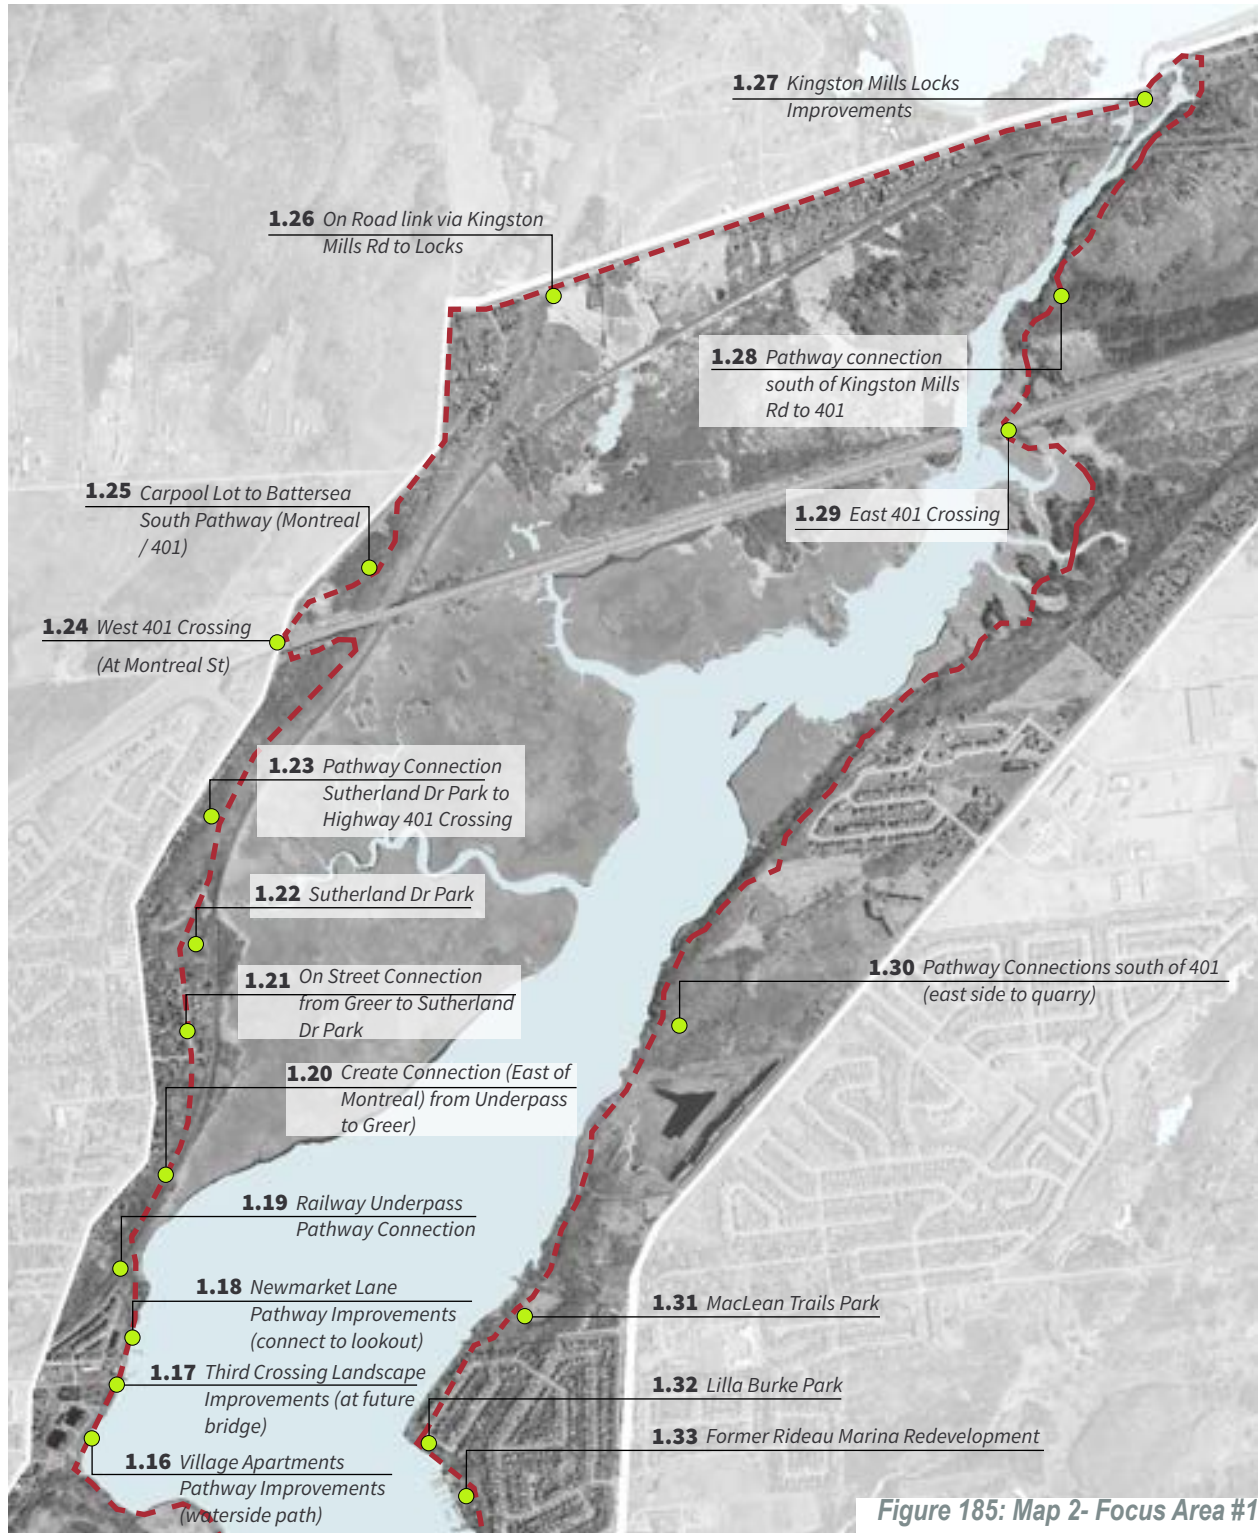 1.27 Kingston Mills Locks
Improvements
1.26 On Road link via Kingston
Mills Rd to Locks
1.28 Pathway connection
south of Kingston Mills
Rd to 401
1.25 Carpool Lot to Battersea
South Pathway (Montreal
/ 401)
1.29 East 401 Crossing
1.24 West 401 Crossing
(At Montreal St)
1.23 Pathway Connection
Sutherland Dr Park to
Highway 401 Crossing
1.22 Sutherland Dr Park
1.21 On Street Connection
from Greer to Sutherland
Dr Park
1.30 Pathway Connections south of 401
(east side to quarry)
1.20 Create Connection (East of
Montreal) from Underpass
to Greer)
1.19 Railway Underpass
Pathway Connection
1.18 Newmarket Lane
Pathway Improvements
(connect to lookout)
1.31 MacLean Trails Park
1.17 Third Crossing Landscape
Improvements (at future
bridge)
1.32 Lilla Burke Park
1.33 Former Rideau Marina Redevelopment
1.16 Village Apartments
Pathway Improvements
(waterside path)
Figure 185: Map 2- Focus Area #1